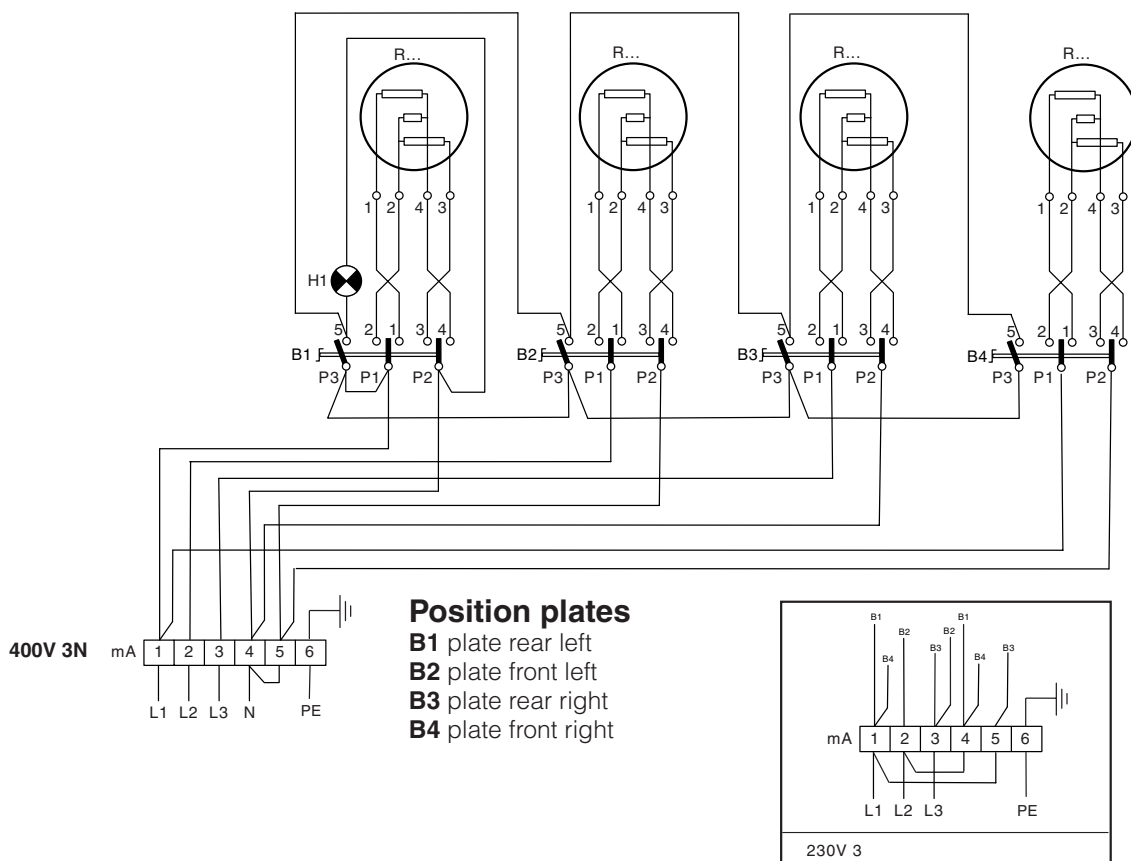 R... R... R... R...
1 2 4 3 1 2 4 3 1 2 4 3 1 2 4 3
H1
5 2 1 3 4 5 2 1 3 4 5 2 1 3 4 5 2 1 3 4
B1 B2 B3 B4
P3 P1 P2 P3 P1 P2 P3 P1 P2 P3 P1 P2
400V 3N mA 1 2 3 4 5 6
L1 L2 L3 N PE
Position plates
B1 plate rear left
B2 plate front left
B3 plate rear right
B4 plate front right
B1 B1
B2 B2
B3 B3
B4 B4
mA 1 2 3 4 5 6
L1 L2 L3 PE
230V 3